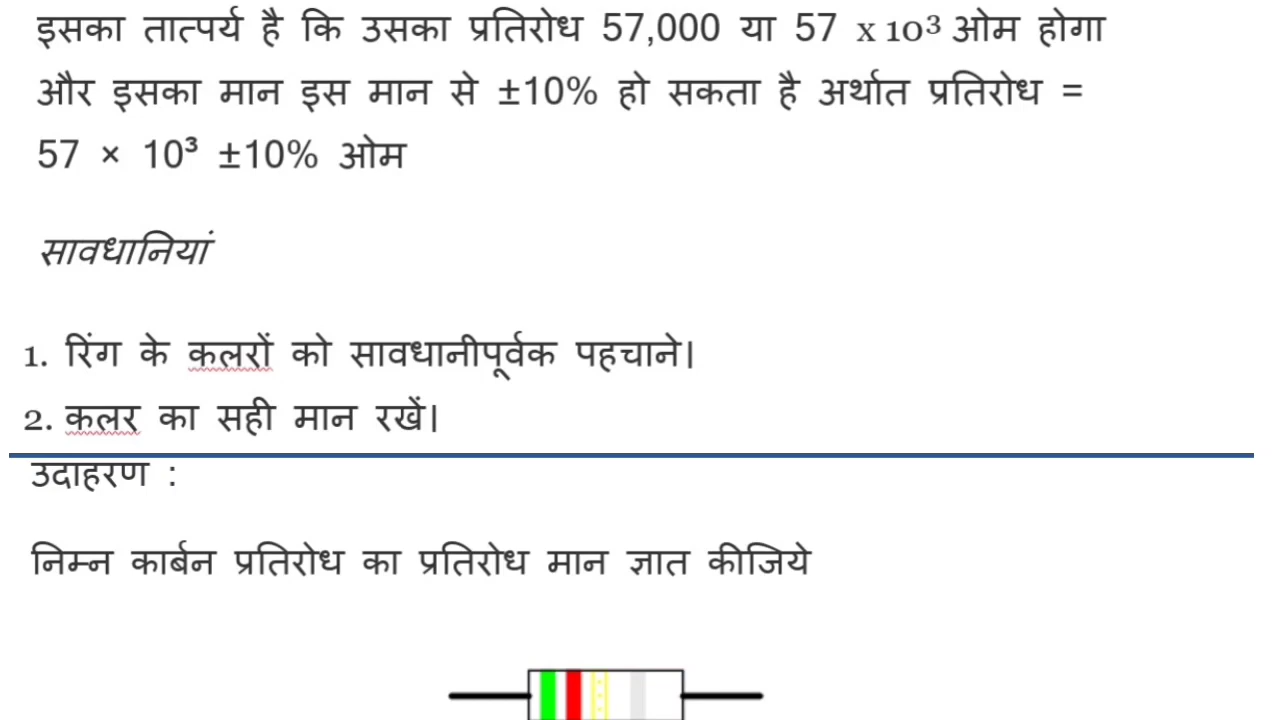 इसका तात्पर्य है कि उसका प्रतिरोध 57,000 या 57 x 10³ ओम होगा
और इसका मान इस मान से ±10% हो सकता है अर्थात प्रतिरोध =
57 × 10³ ±10% ओम
सावधानियां
1. रिंग के कलरों को सावधानीपूर्वक पहचाने।
2. कलर का सही मान रखें।
उदाहरण :
निम्न कार्बन प्रतिरोध का प्रतिरोध मान ज्ञात कीजिये